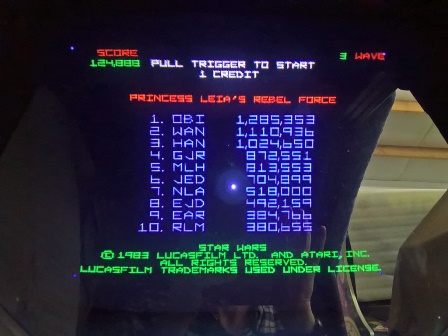 SCORE
124,888 PULL TRIGGER TO START 3 WAVE
1 CREDIT
PRINCESS LEIA'S REBEL FORCE
1. OBI 1,285,353
2. WAN 1,110,936
3. HAN 1,024,650
4. GJR 872,551
5. MLH 813,553
6. JED 704,899
7. NLA 518,000
8. EJD 492,159
9. EAR 384,766
10. RLM 380,655
STAR WARS
© 1983 LUCASFILM LTD. AND ATARI, INC.
ALL RIGHTS RESERVED.
LUCASFILM TRADEMARKS USED UNDER LICENSE.